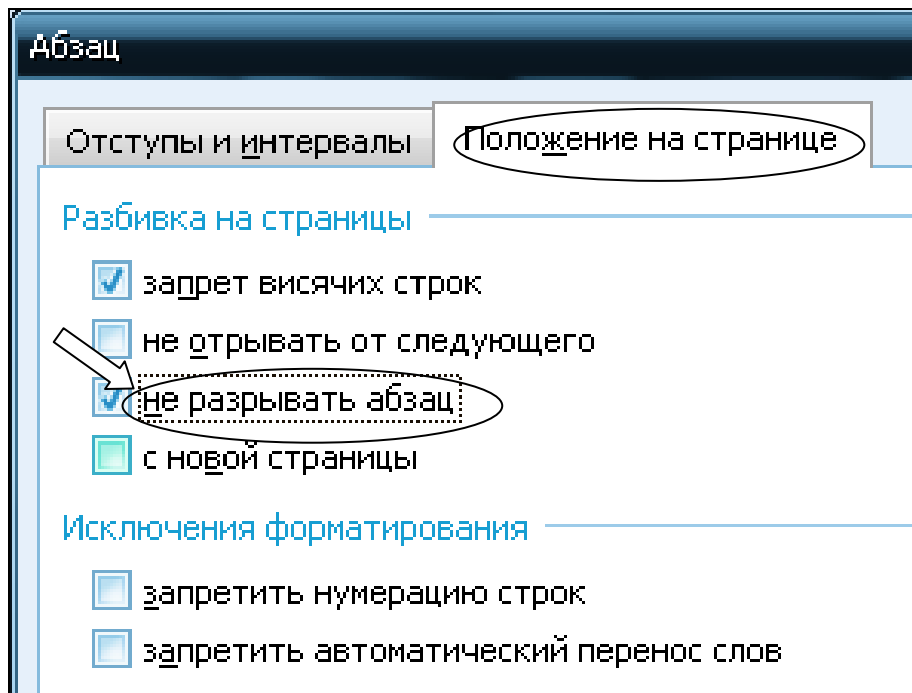 Абзац
Отступы и интервалы
Положение на странице
Разбивка на страницы
запрет висячих строк
не отрывать от следующего
не разрывать абзац
с новой страницы
Исключения форматирования
запретить нумерацию строк
запретить автоматический перенос слов